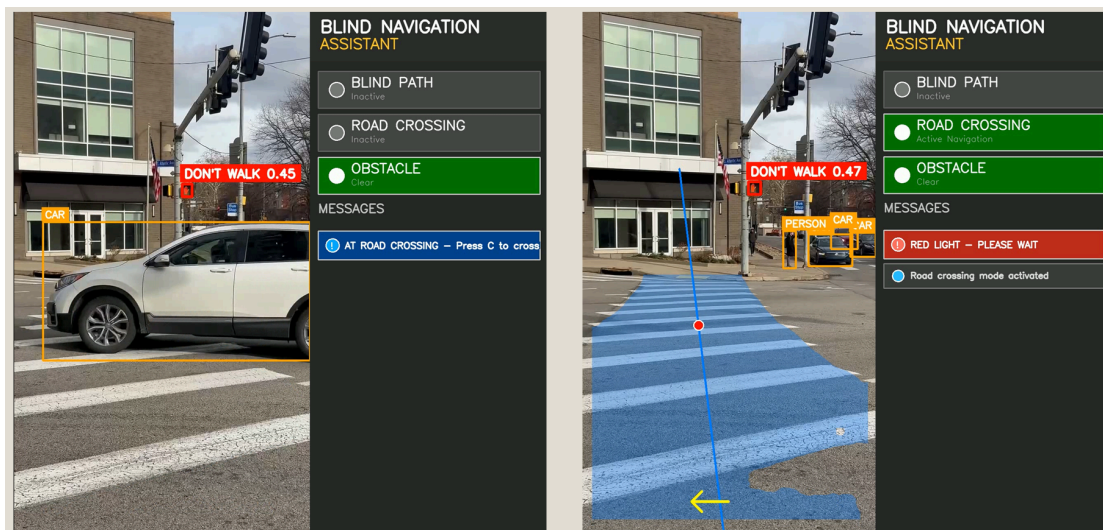 BLIND NAVIGATION
ASSISTANT
BLIND PATH
Inactive
ROAD CROSSING
Inactive
OBSTACLE
Clear
MESSAGES
AT ROAD CROSSING – Press C to cross
DON'T WALK 0.45
CAR
BLIND NAVIGATION
ASSISTANT
BLIND PATH
Inactive
ROAD CROSSING
Active Navigation
OBSTACLE
Clear
MESSAGES
RED LIGHT – PLEASE WAIT
Road crossing mode activated
DON'T WALK 0.47
PERSON
CAR